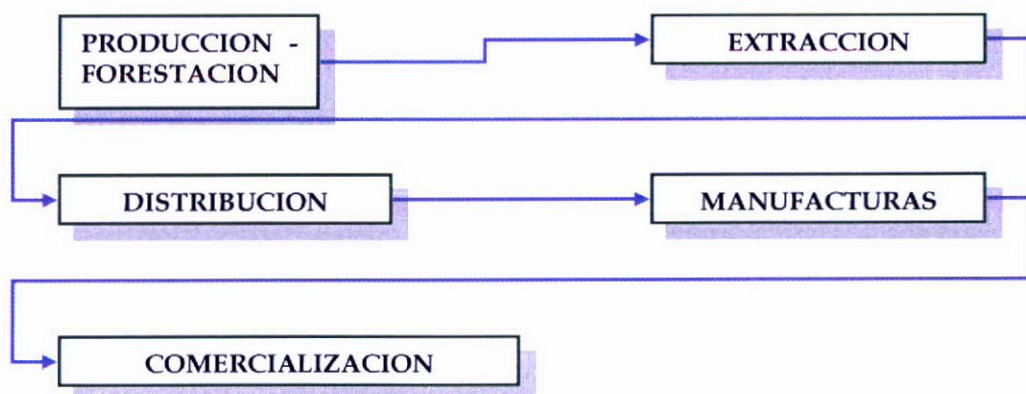 PRODUCCION -
FORESTACION
EXTRACCION
DISTRIBUCION
MANUFACTURAS
COMERCIALIZACION